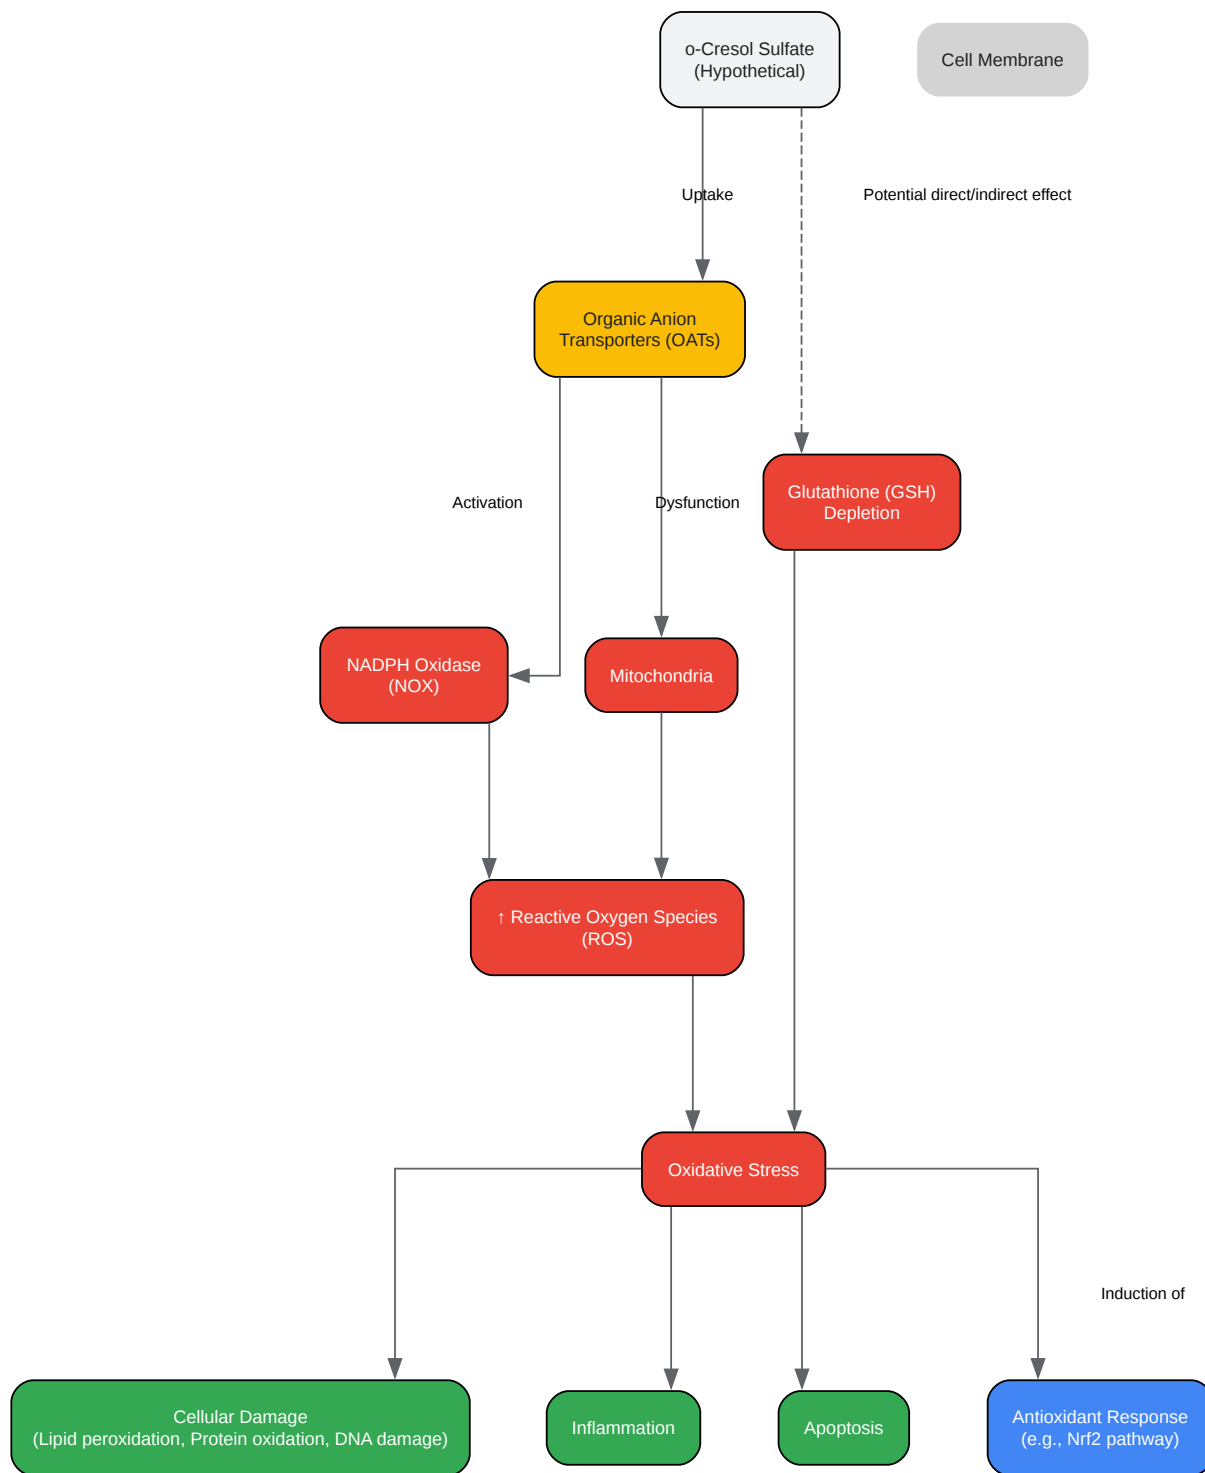 o-Cresol Sulfate
(Hypothetical)
Cell Membrane
Uptake
Potential direct/indirect effect
Organic Anion
Transporters (OATs)
Activation
Dysfunction
Glutathione (GSH)
Depletion
NADPH Oxidase
(NOX)
Mitochondria
↑ Reactive Oxygen Species
(ROS)
Oxidative Stress
Induction of
Cellular Damage
(Lipid peroxidation, Protein oxidation, DNA damage)
Inflammation
Apoptosis
Antioxidant Response
(e.g., Nrf2 pathway)